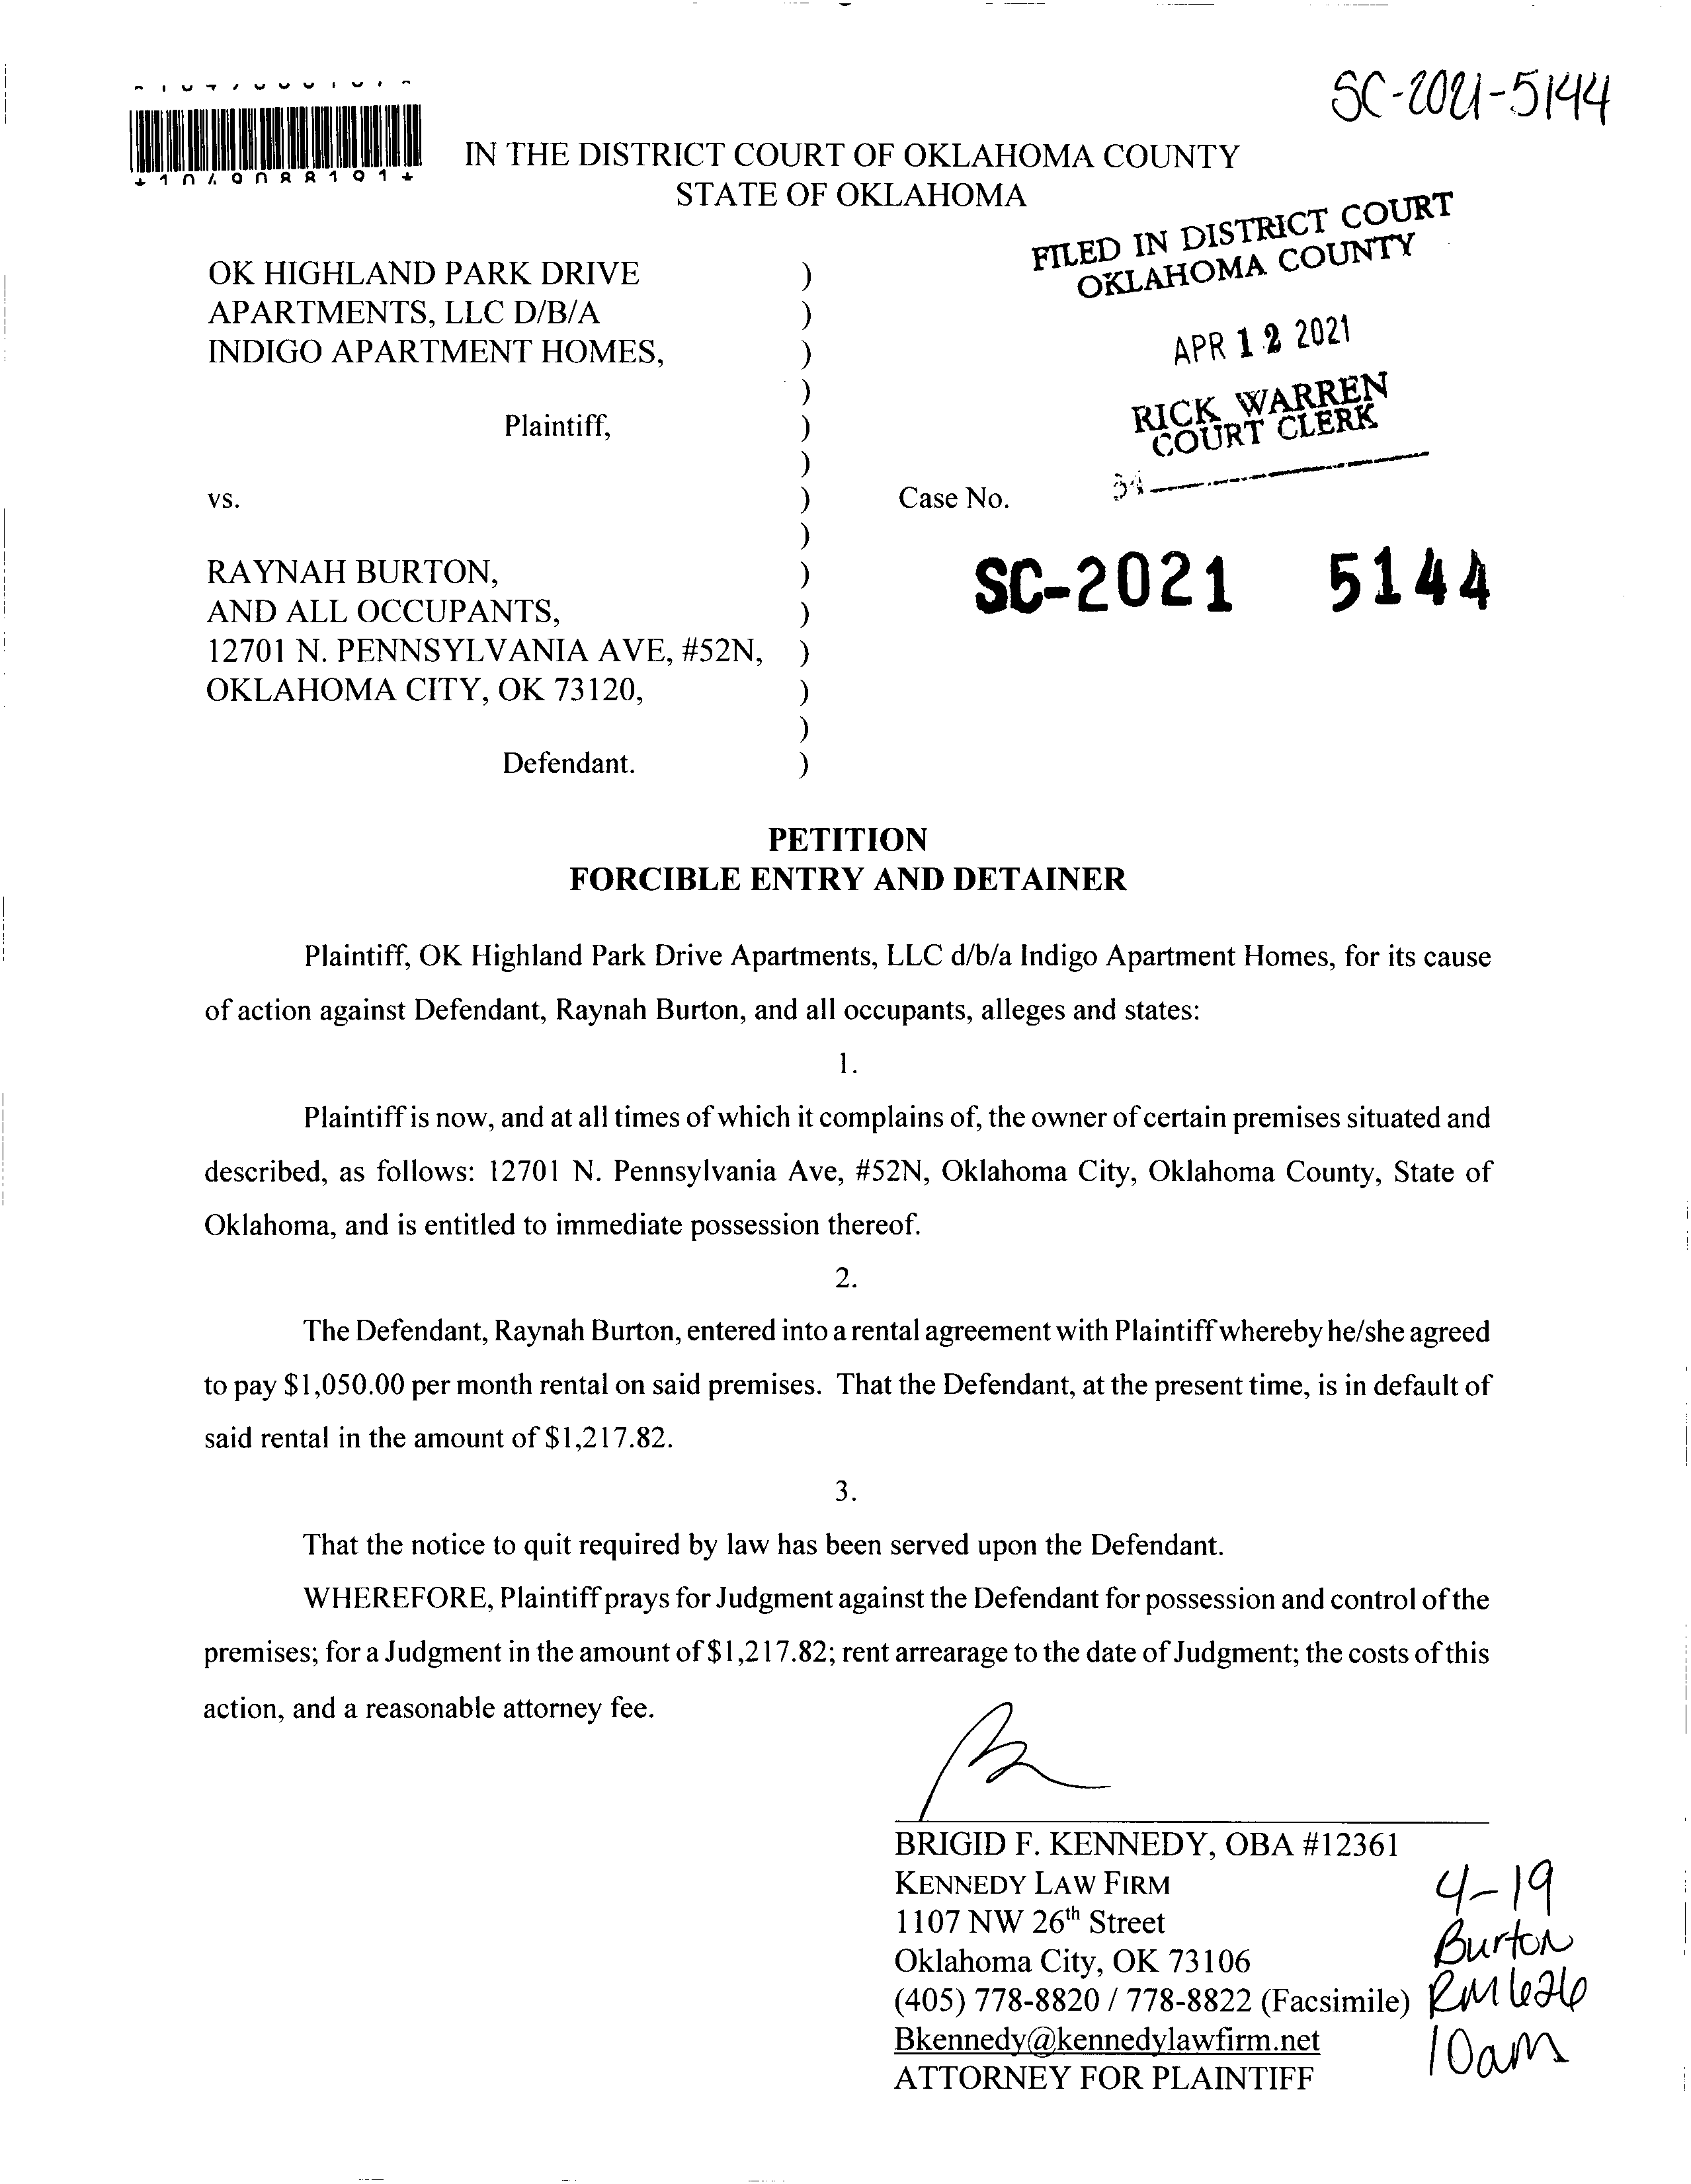 SC-2021-5144
*1049088191*
IN THE DISTRICT COURT OF OKLAHOMA COUNTY
STATE OF OKLAHOMA
FILED IN DISTRICT COURT
OKLAHOMA COUNTY
APR 12 2021
RICK WARREN
COURT CLERK
34
OK HIGHLAND PARK DRIVE )
APARTMENTS, LLC D/B/A )
INDIGO APARTMENT HOMES, )
)
Plaintiff, )
)
vs. ) Case No.
)
RAYNAH BURTON, ) SC-2021 5144
AND ALL OCCUPANTS, )
12701 N. PENNSYLVANIA AVE, #52N, )
OKLAHOMA CITY, OK 73120, )
)
Defendant. )
PETITION
FORCIBLE ENTRY AND DETAINER
Plaintiff, OK Highland Park Drive Apartments, LLC d/b/a Indigo Apartment Homes, for its cause
of action against Defendant, Raynah Burton, and all occupants, alleges and states:
1.
Plaintiff is now, and at all times of which it complains of, the owner of certain premises situated and
described, as follows: 12701 N. Pennsylvania Ave, #52N, Oklahoma City, Oklahoma County, State of
Oklahoma, and is entitled to immediate possession thereof.
2.
The Defendant, Raynah Burton, entered into a rental agreement with Plaintiff whereby he/she agreed
to pay $1,050.00 per month rental on said premises. That the Defendant, at the present time, is in default of
said rental in the amount of $1,217.82.
3.
That the notice to quit required by law has been served upon the Defendant.
WHEREFORE, Plaintiff prays for Judgment against the Defendant for possession and control of the
premises; for a Judgment in the amount of $1,217.82; rent arrearage to the date of Judgment; the costs of this
action, and a reasonable attorney fee.
BRIGID F. KENNEDY, OBA #12361
KENNEDY LAW FIRM
1107 NW 26th Street
Oklahoma City, OK 73106
(405) 778-8820 / 778-8822 (Facsimile)
Bkennedy@kennedylawfirm.net
ATTORNEY FOR PLAINTIFF
4-19
Burton
RM 626
10am